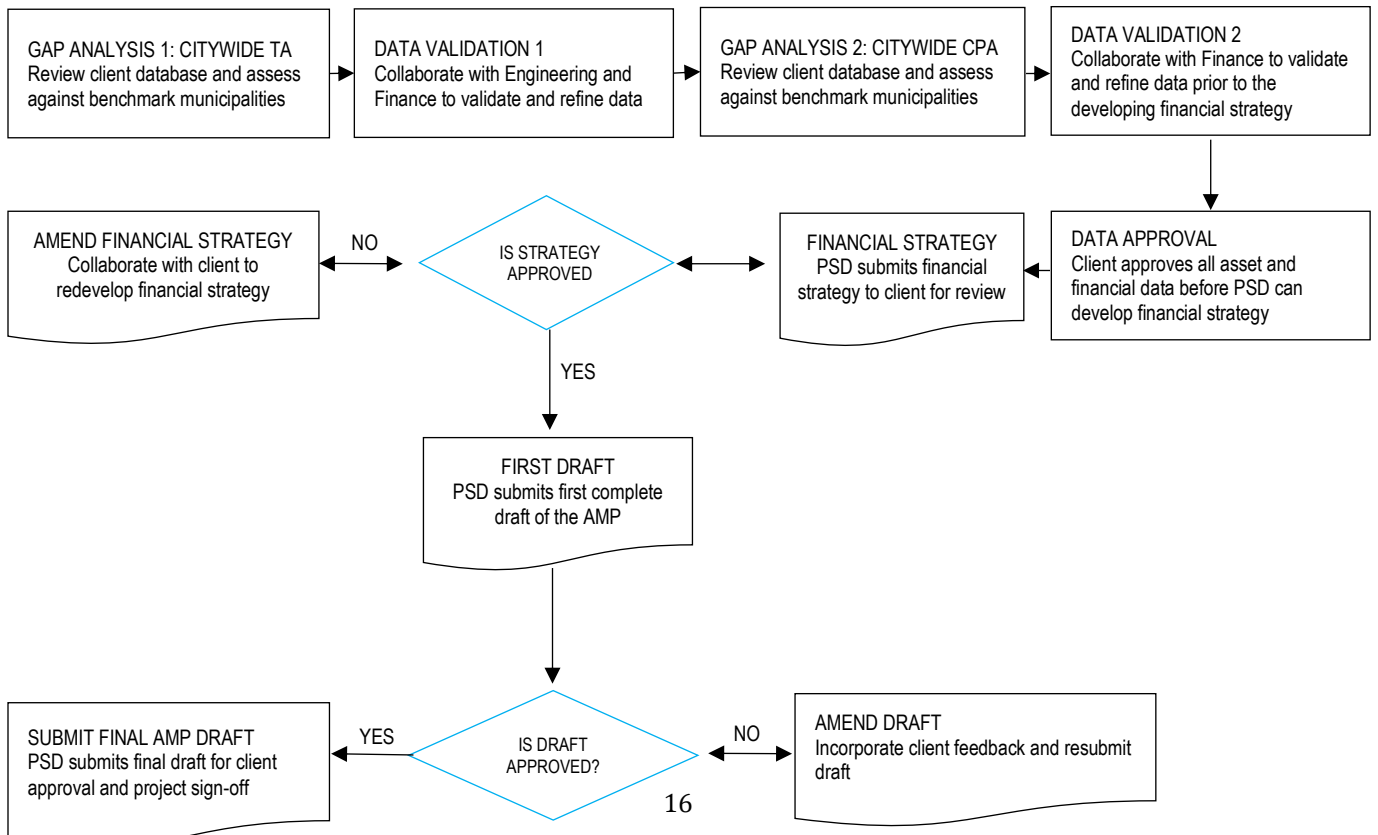 GAP ANALYSIS 1: CITYWIDE TA
Review client database and assess
against benchmark municipalities
DATA VALIDATION 1
Collaborate with Engineering and
Finance to validate and refine data
GAP ANALYSIS 2: CITYWIDE CPA
Review client database and assess
against benchmark municipalities
DATA VALIDATION 2
Collaborate with Finance to validate
and refine data prior to the
developing financial strategy
AMEND FINANCIAL STRATEGY
Collaborate with client to
redevelop financial strategy
NO
IS STRATEGY
APPROVED
FINANCIAL STRATEGY
PSD submits financial
strategy to client for review
DATA APPROVAL
Client approves all asset and
financial data before PSD can
develop financial strategy
YES
FIRST DRAFT
PSD submits first complete
draft of the AMP
SUBMIT FINAL AMP DRAFT
PSD submits final draft for client
approval and project sign-off
YES
IS DRAFT
APPROVED?
NO
AMEND DRAFT
Incorporate client feedback and resubmit
draft
16